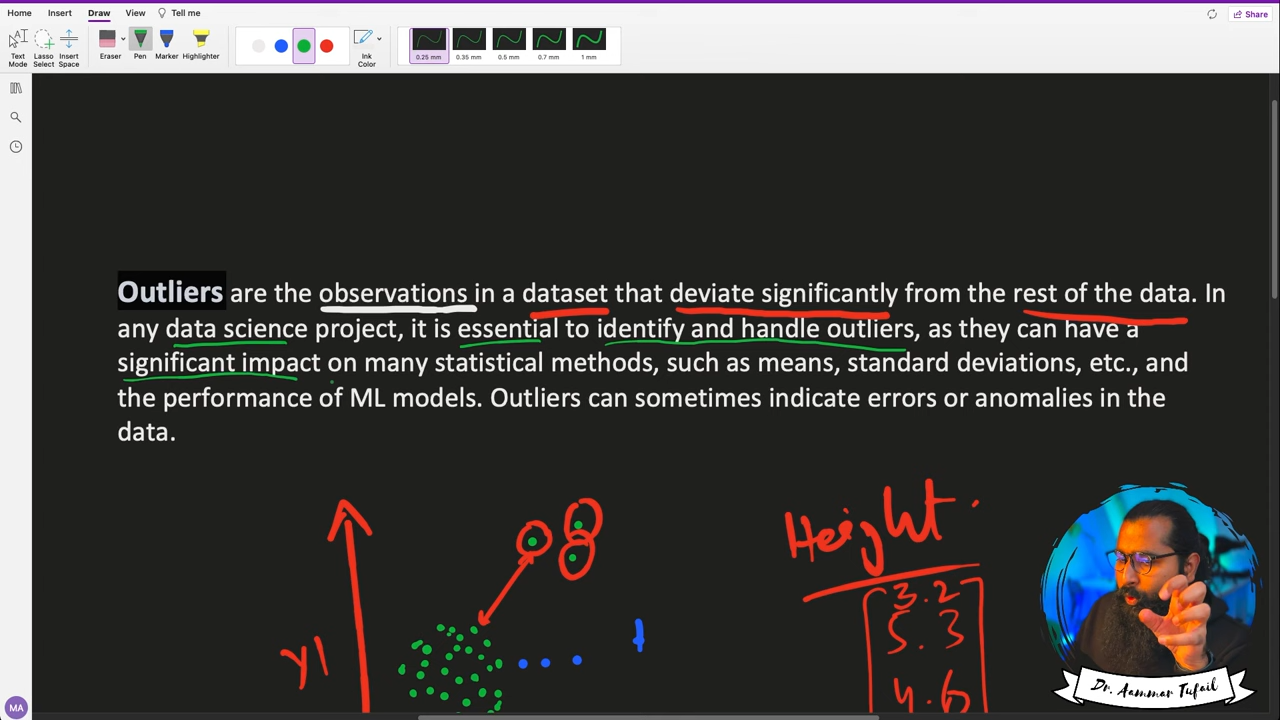 Home Insert Draw View Tell me
Share
Text Mode
Lasso Select
Insert Space
Eraser
Pen
Marker
Highlighter
Ink Color
0.25 mm
0.35 mm
0.5 mm
0.7 mm
1 mm
Outliers are the observations in a dataset that deviate significantly from the rest of the data. In
any data science project, it is essential to identify and handle outliers, as they can have a
significant impact on many statistical methods, such as means, standard deviations, etc., and
the performance of ML models. Outliers can sometimes indicate errors or anomalies in the
data.
Height
3.2
5.3
4.6
y1
MA
Dr. Aammar Tufail